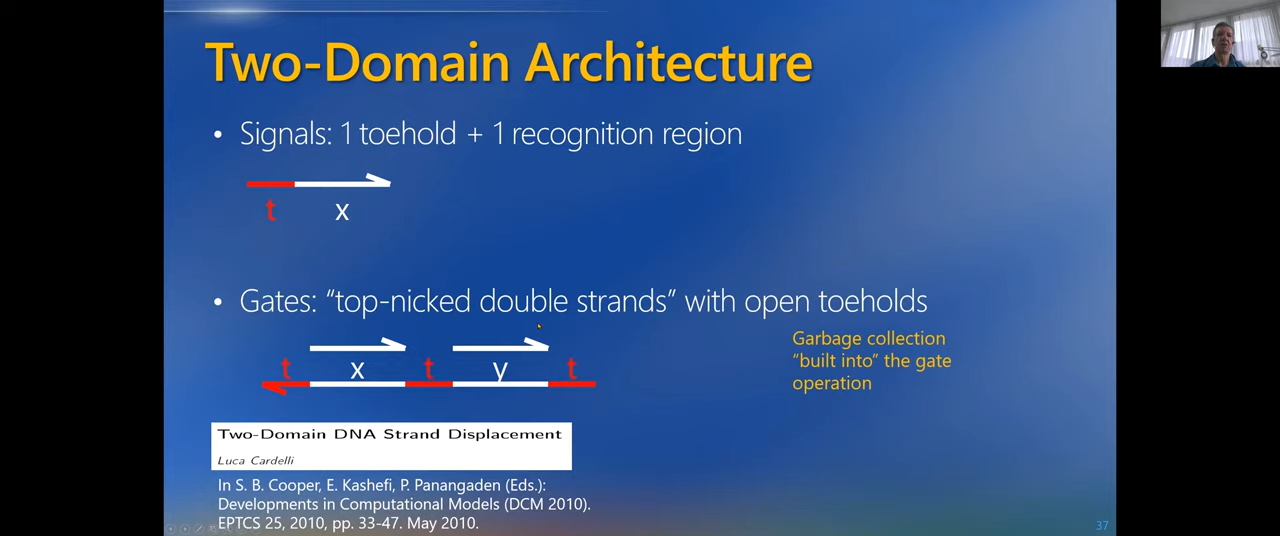 Two-Domain Architecture
• Signals: 1 toehold + 1 recognition region
t x
• Gates: “top-nicked double strands” with open toeholds
t x t y t
Garbage collection
“built into” the gate
operation
Two-Domain DNA Strand Displacement
Luca Cardelli
In S. B. Cooper, E. Kashefi, P. Panangaden (Eds.):
Developments in Computational Models (DCM 2010).
EPTCS 25, 2010, pp. 33-47. May 2010.
37